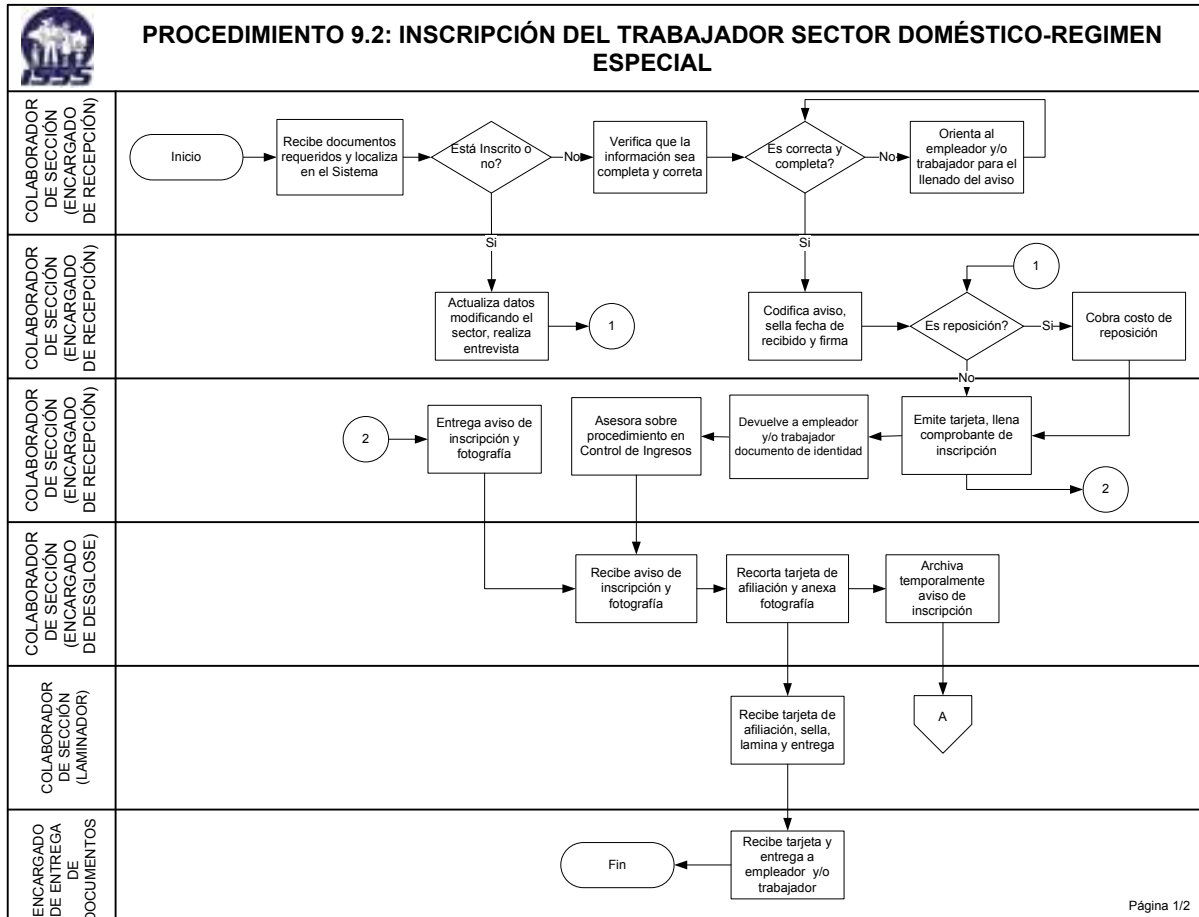 ISSS
PROCEDIMIENTO 9.2: INSCRIPCIÓN DEL TRABAJADOR SECTOR DOMÉSTICO-REGIMEN
ESPECIAL
COLABORADOR
DE SECCIÓN
(ENCARGADO
DE RECEPCIÓN)
Inicio
Recibe documentos
requeridos y localiza
en el Sistema
Está Inscrito o
no?
No
Verifica que la
información sea
completa y correta
Es correcta y
completa?
No
Orienta al
empleador y/o
trabajador para el
llenado del aviso
Si
Si
COLABORADOR
DE SECCIÓN
(ENCARGADO
DE RECEPCIÓN)
Actualiza datos
modificando el
sector, realiza
entrevista
1
Codifica aviso,
sella fecha de
recibido y firma
1
Es reposición?
Si
Cobra costo de
reposición
No
COLABORADOR
DE SECCIÓN
(ENCARGADO
DE RECEPCIÓN)
2
Entrega aviso de
inscripción y
fotografía
Asesora sobre
procedimiento en
Control de Ingresos
Devuelve a empleador
y/o trabajador
documento de identidad
Emite tarjeta, llena
comprobante de
inscripción
2
COLABORADOR
DE SECCIÓN
(ENCARGADO
DE DESGLOSE)
Recibe aviso de
inscripción y
fotografía
Recorta tarjeta de
afiliación y anexa
fotografía
Archiva
temporalmente
aviso de
inscripción
COLABORADOR
DE SECCIÓN
(LAMINADOR)
Recibe tarjeta de
afiliación, sella,
lamina y entrega
A
ENCARGADO
DE ENTREGA
DE
DOCUMENTOS
Fin
Recibe tarjeta y
entrega a
empleador y/o
trabajador
Página 1/2